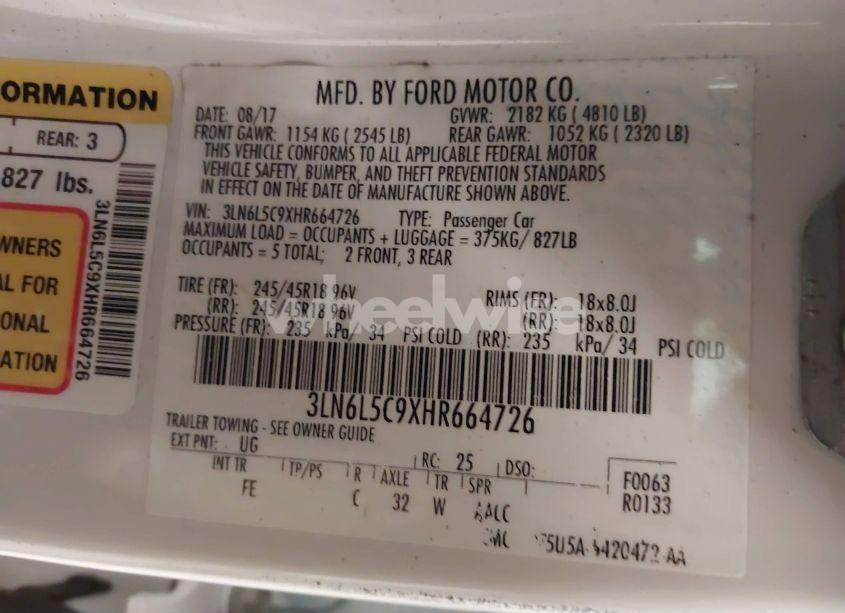 ORMATION
REAR: 3
827 lbs.
WNERS
AL FOR
IONAL
ATION
3LN6L5C9XHR664726
MFD. BY FORD MOTOR CO.
DATE: 08/17 GVWR: 2182 KG ( 4810 LB)
FRONT GAWR: 1154 KG ( 2545 LB) REAR GAWR: 1052 KG ( 2320 LB)
THIS VEHICLE CONFORMS TO ALL APPLICABLE FEDERAL MOTOR
VEHICLE SAFETY, BUMPER, AND THEFT PREVENTION STANDARDS
IN EFFECT ON THE DATE OF MANUFACTURE SHOWN ABOVE.
VIN: 3LN6L5C9XHR664726 TYPE: Passenger Car
MAXIMUM LOAD = OCCUPANTS + LUGGAGE = 375KG/ 827LB
OCCUPANTS = 5 TOTAL; 2 FRONT, 3 REAR
TIRE (FR): 245/45R18 96V RIMS (FR): 18x8.0J
(RR): 245/45R18 96V (RR): 18x8.0J
PRESSURE (FR): 235 kPa/ 34 PSI COLD (RR): 235 kPa/ 34 PSI COLD
wheelwire
3LN6L5C9XHR664726
TRAILER TOWING - SEE OWNER GUIDE
EXT PNT: UG RC: 25 DSO:
INT TR TP/PS R AXLE TR SPR F0063
FE C 32 W AALC R0133